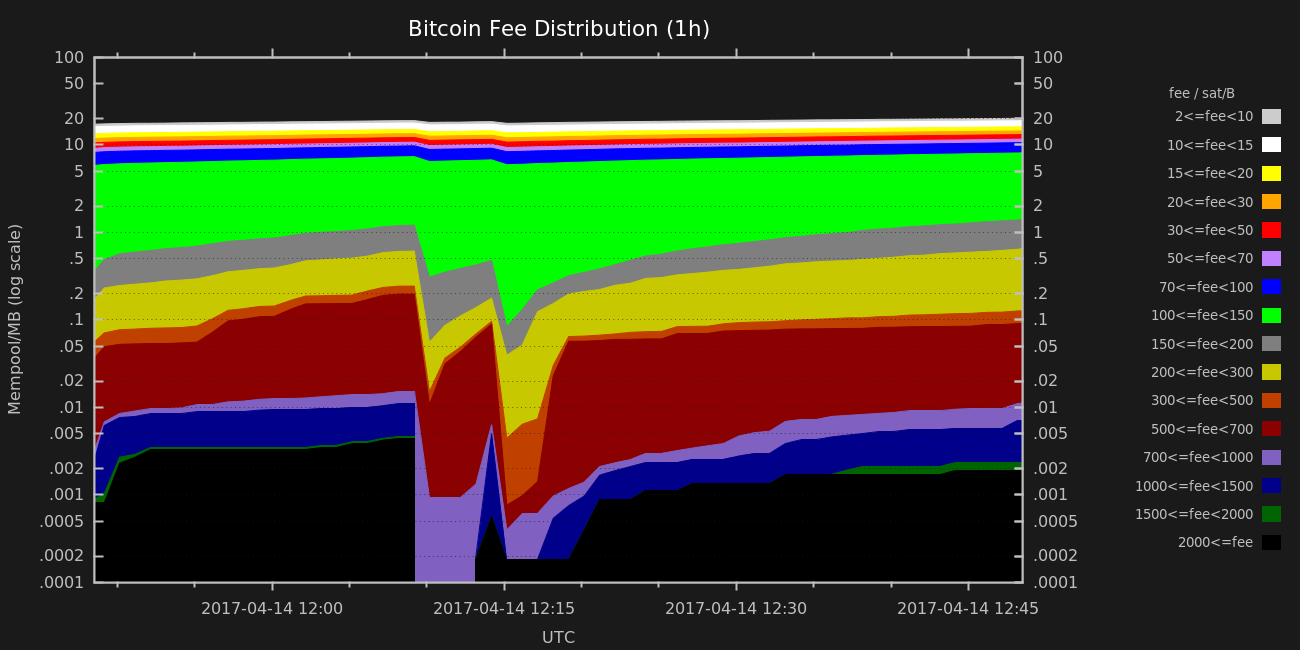 Bitcoin Fee Distribution (1h)
Mempool/MB (log scale)
100
50
20
10
5
2
1
.5
.2
.1
.05
.02
.01
.005
.002
.001
.0005
.0002
.0001
100
50
20
10
5
2
1
.5
.2
.1
.05
.02
.01
.005
.002
.001
.0005
.0002
.0001
2017-04-14 12:00
2017-04-14 12:15
2017-04-14 12:30
2017-04-14 12:45
UTC
fee / sat/B
2<=fee<10
10<=fee<15
15<=fee<20
20<=fee<30
30<=fee<50
50<=fee<70
70<=fee<100
100<=fee<150
150<=fee<200
200<=fee<300
300<=fee<500
500<=fee<700
700<=fee<1000
1000<=fee<1500
1500<=fee<2000
2000<=fee